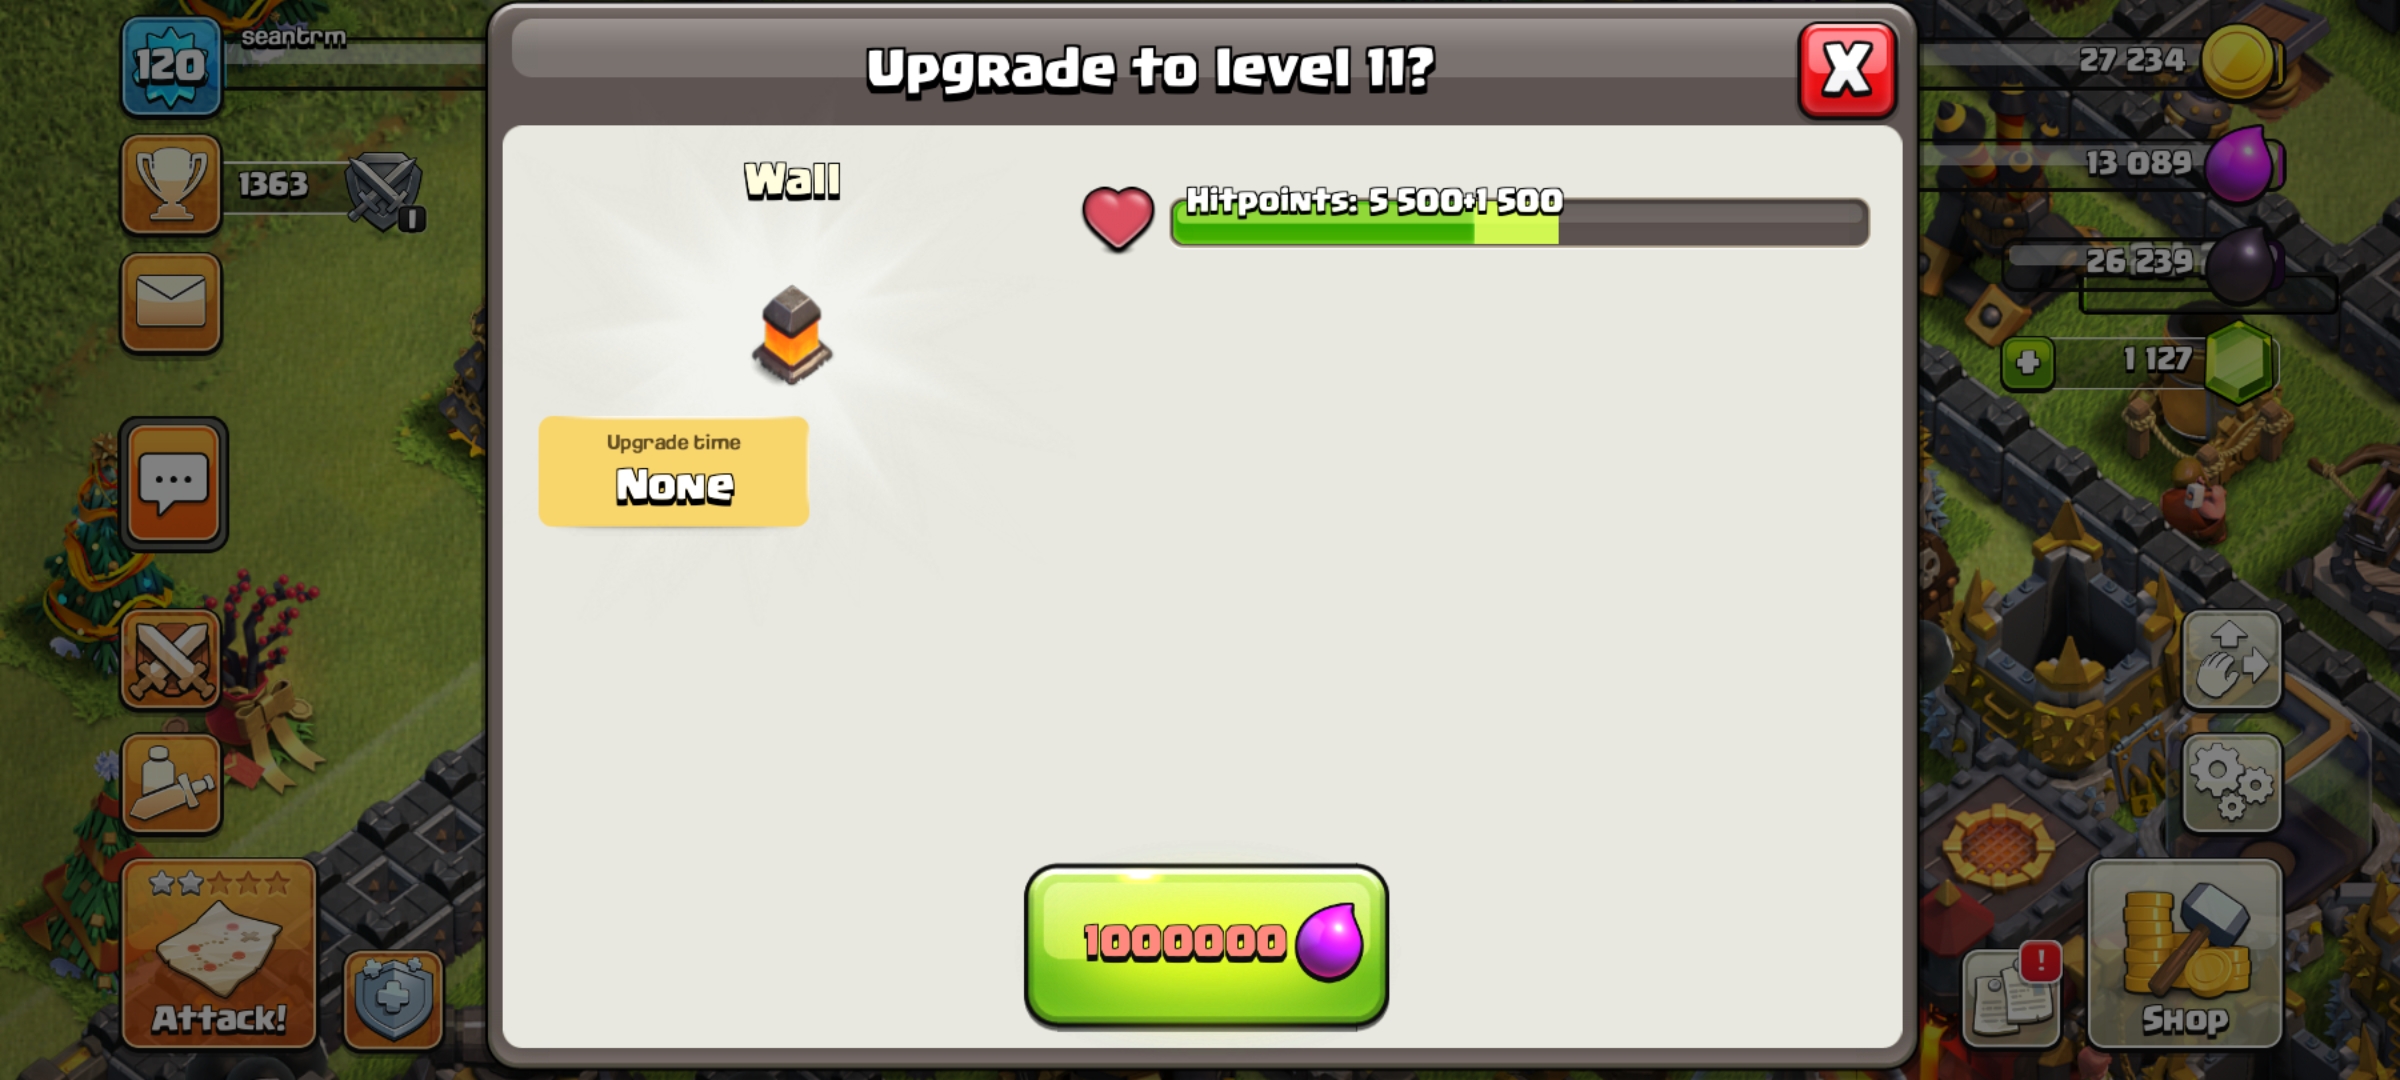 120
seantrm
Upgrade to level 11?
X
27 234
1363
I
Wall
Hitpoints: 5 500+1 500
13 089
26 239
1 127
Upgrade time
None
1000000
Attack!
!
Shop